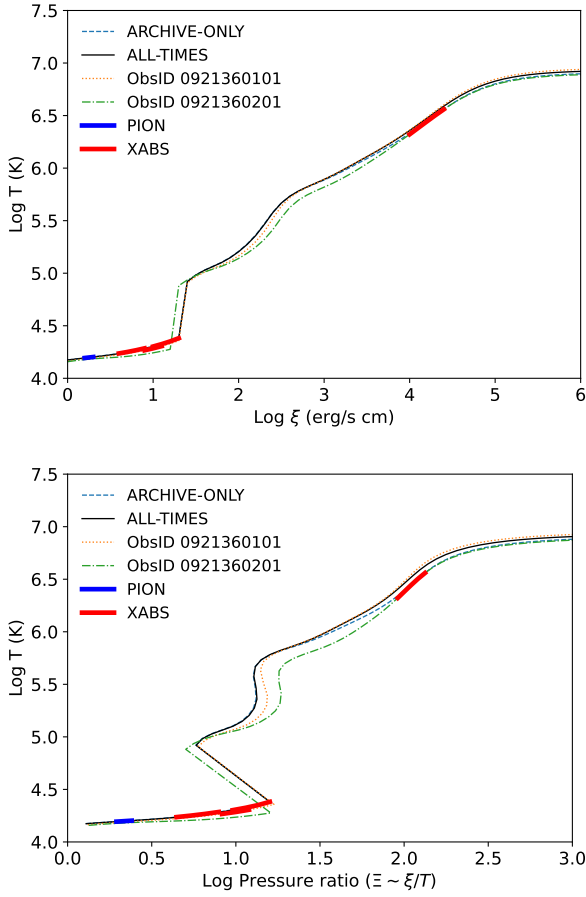 7.5
7.0
6.5
6.0
5.5
5.0
4.5
4.0
Log T (K)
ARCHIVE-ONLY
ALL-TIMES
ObsID 0921360101
ObsID 0921360201
PION
XABS
0 1 2 3 4 5 6
Log ξ (erg/s cm)
7.5
7.0
6.5
6.0
5.5
5.0
4.5
4.0
Log T (K)
ARCHIVE-ONLY
ALL-TIMES
ObsID 0921360101
ObsID 0921360201
PION
XABS
0.0 0.5 1.0 1.5 2.0 2.5 3.0
Log Pressure ratio (Ξ ~ ξ/T)